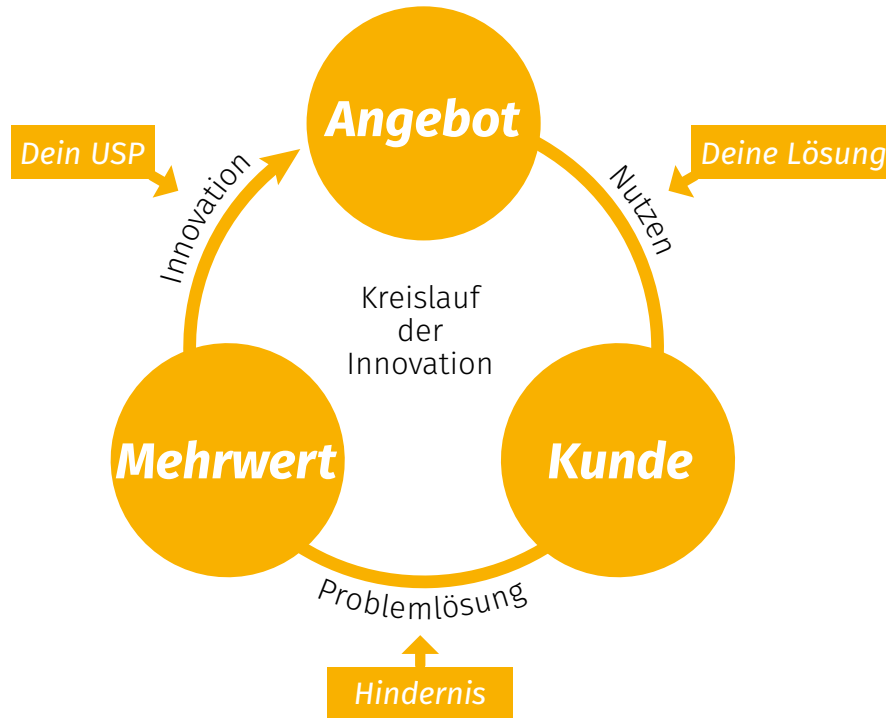 Angebot
Dein USP
Deine Lösung
Innovation
Nutzen
Kreislauf
der
Innovation
Mehrwert
Kunde
Problemlösung
Hindernis